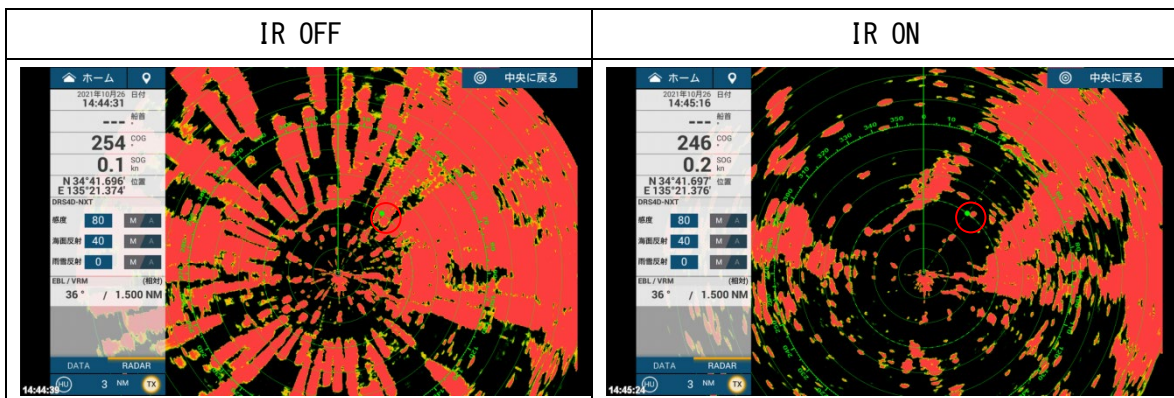 IR OFF
ホーム
中央に戻る
2021年10月26 日付
14:44:31
--- ° 船首
254 ° COG
0.1 SOG kn
N 34°41.696' 位置
E 135°21.374'
DRS4D-NXT
感度 80 M A
海面反射 40 M A
雨雪反射 0 M A
EBL / VRM (相対)
36 ° / 1.500 NM
DATA RADAR
HU 3 NM TX
14:44:39
350
10
IR ON
ホーム
中央に戻る
2021年10月26 日付
14:45:16
--- ° 船首
246 ° COG
0.2 SOG kn
N 34°41.697' 位置
E 135°21.376'
DRS4D-NXT
感度 80 M A
海面反射 40 M A
雨雪反射 0 M A
EBL / VRM (相対)
36 ° / 1.500 NM
DATA RADAR
HU 3 NM TX
14:45:24
320
330
340
350
10